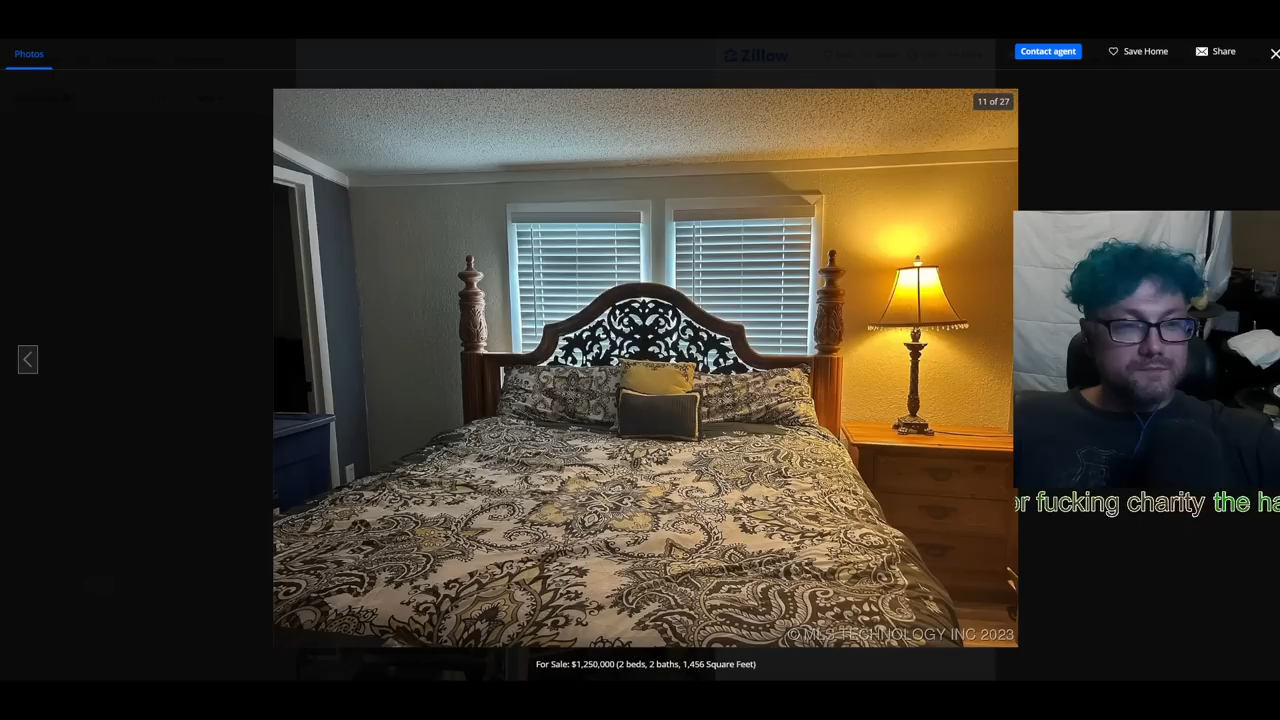 Photos
Zillow
Contact agent
Save Home
Share
11 of 27
or fucking charity the ha
© MLS TECHNOLOGY INC 2023
For Sale: $1,250,000 (2 beds, 2 baths, 1,456 Square Feet)